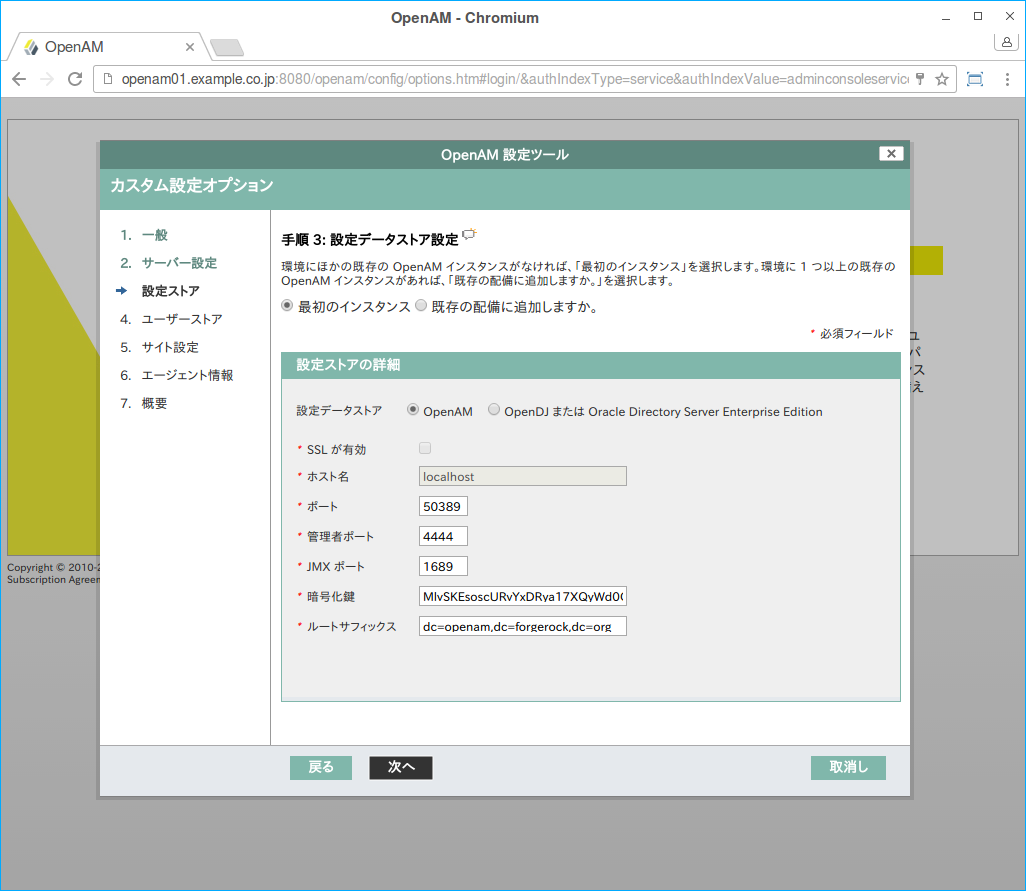 OpenAM - Chromium
OpenAM
openam01.example.co.jp:8080/openam/config/options.htm#login/&authIndexType=service&authIndexValue=adminconsoleservic
OpenAM 設定ツール
カスタム設定オプション
1. 一般
2. サーバー設定
設定ストア
4. ユーザーストア
5. サイト設定
6. エージェント情報
7. 概要
手順 3: 設定データストア設定
環境にほかの既存の OpenAM インスタンスがなければ、「最初のインスタンス」を選択します。環境に 1 つ以上の既存の
OpenAM インスタンスがあれば、「既存の配備に追加しますか。」を選択します。
最初のインスタンス 既存の配備に追加しますか。
* 必須フィールド
設定ストアの詳細
設定データストア OpenAM OpenDJ または Oracle Directory Server Enterprise Edition
* SSL が有効
* ホスト名 localhost
* ポート 50389
* 管理者ポート 4444
* JMX ポート 1689
* 暗号化鍵 MlvSKEsoscURvYxDRya17XQyWd0
* ルートサフィックス dc=openam,dc=forgerock,dc=org
戻る 次へ 取消し
ユ
パ
ス
え
Copyright © 2010-2
Subscription Agreem